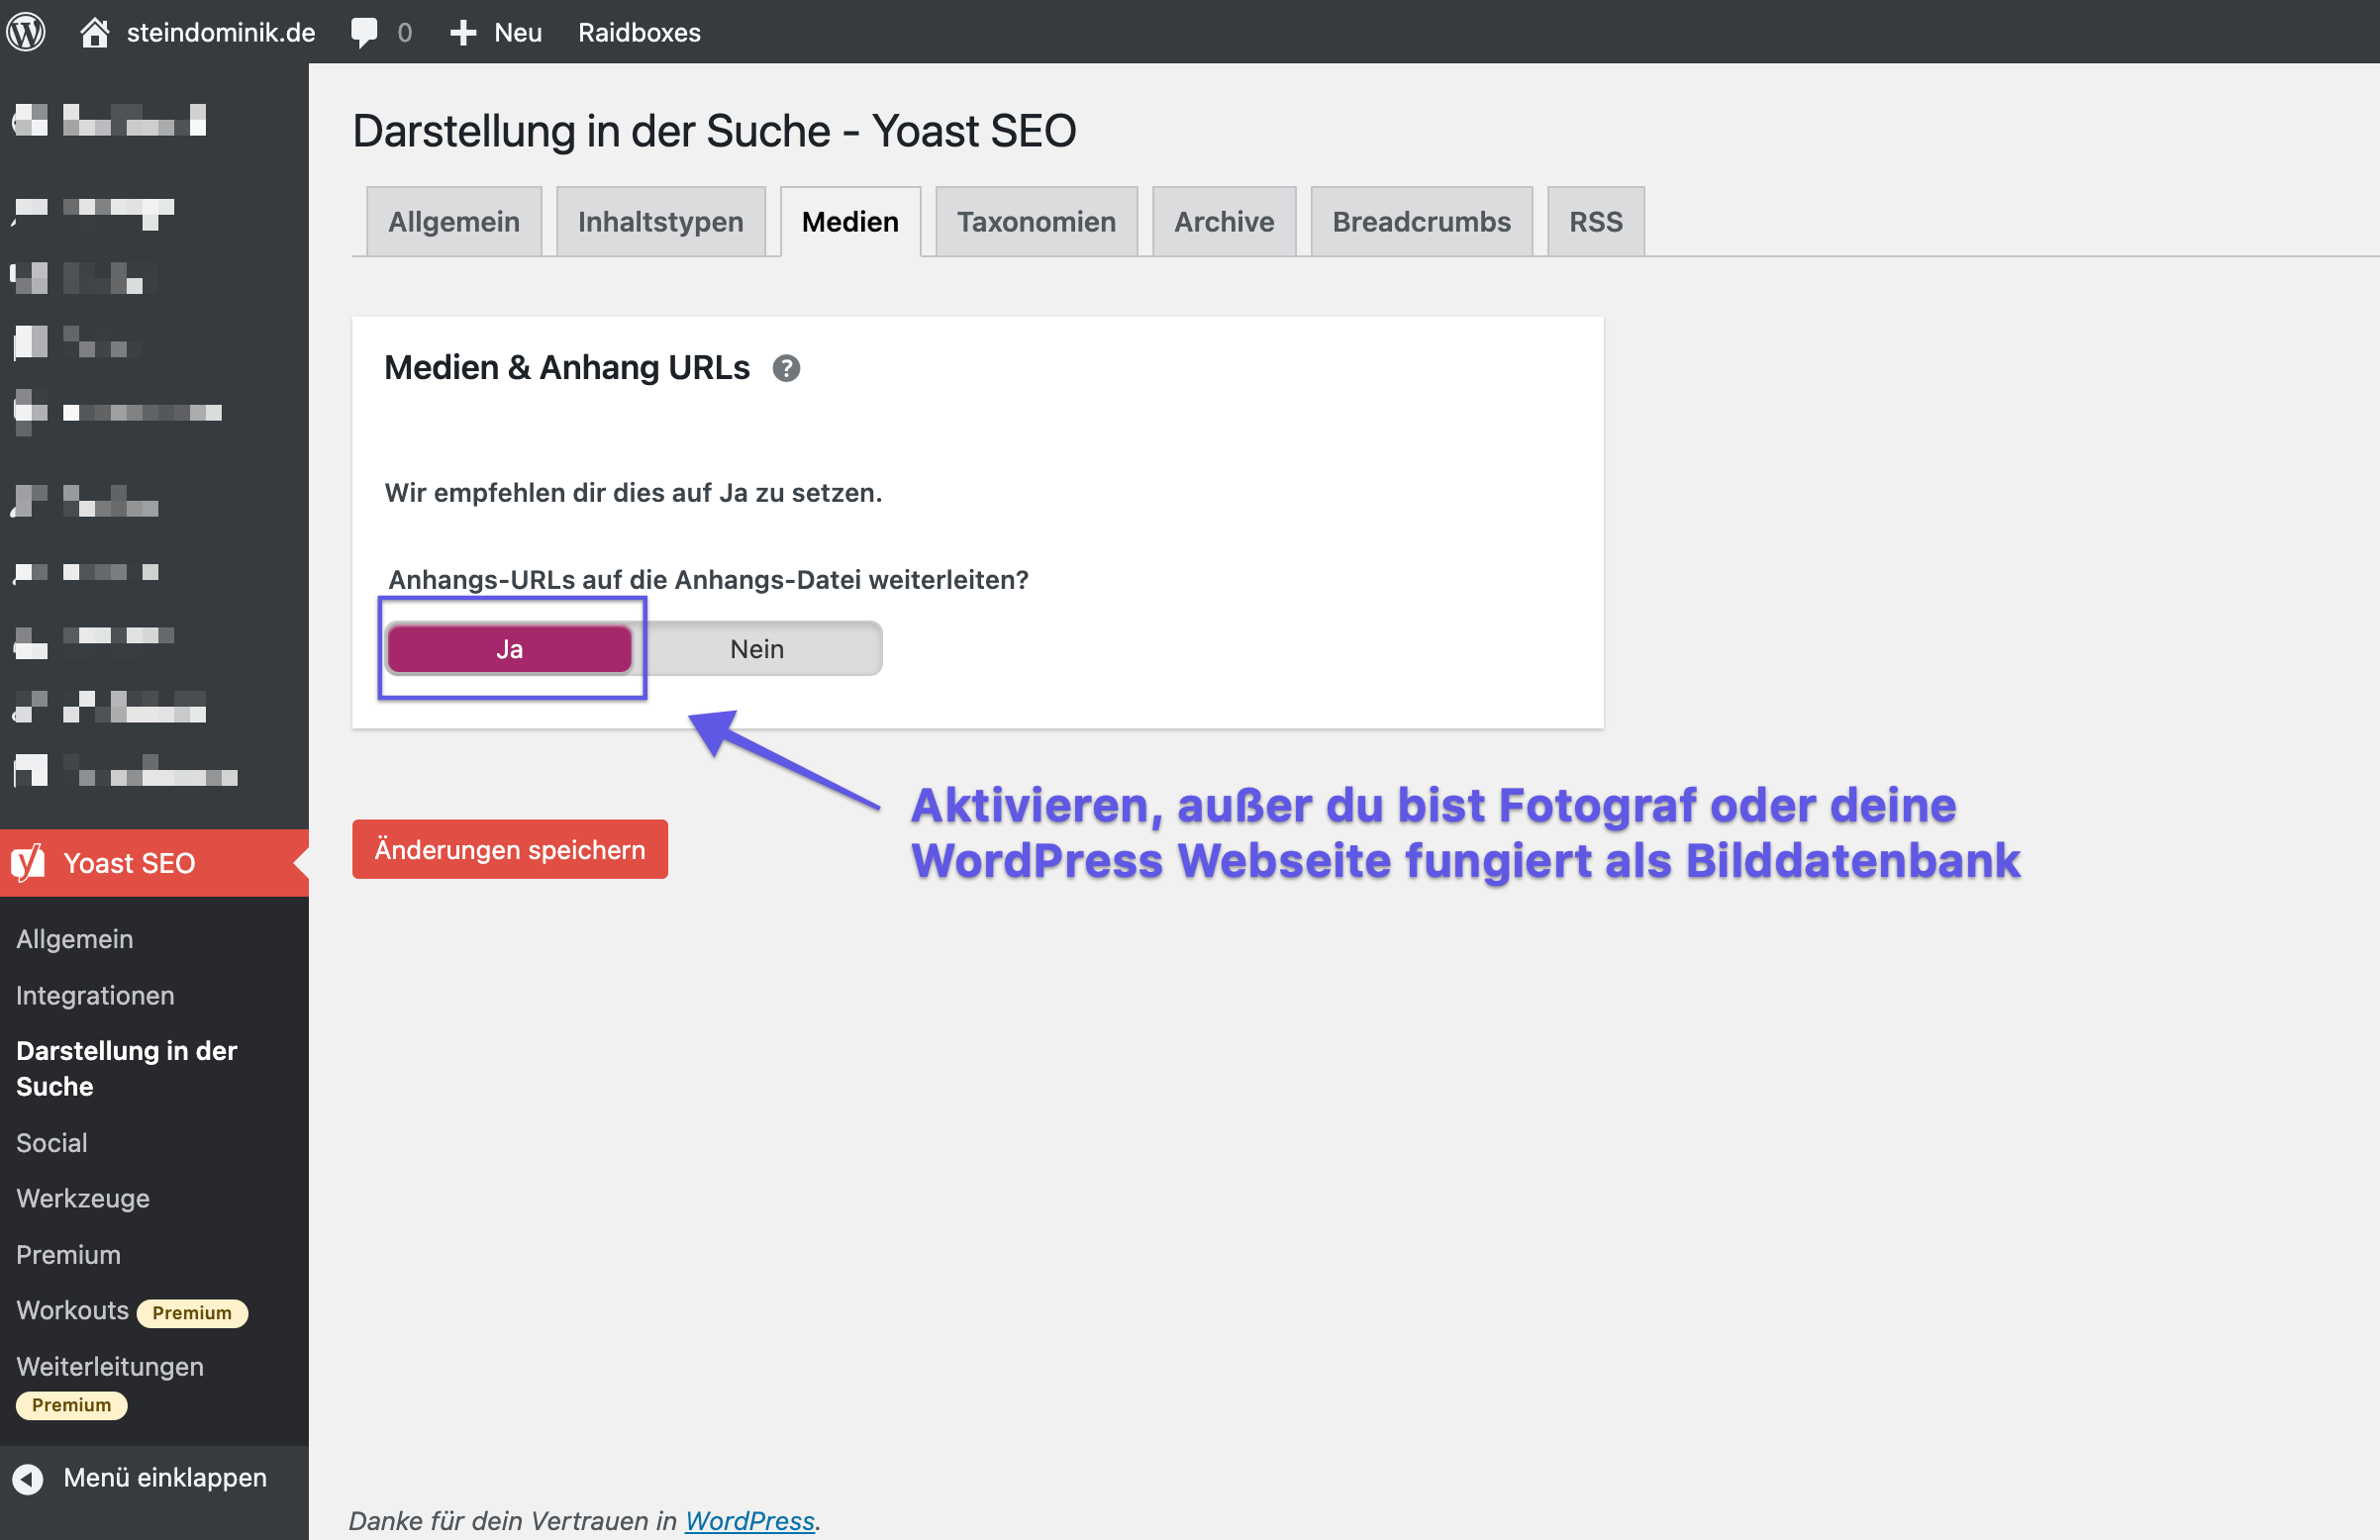 steindominik.de 0 Neu Raidboxes
Darstellung in der Suche - Yoast SEO
Allgemein Inhaltstypen Medien Taxonomien Archive Breadcrumbs RSS
Medien & Anhang URLs ?
Wir empfehlen dir dies auf Ja zu setzen.
Anhangs-URLs auf die Anhangs-Datei weiterleiten?
Ja Nein
Aktivieren, außer du bist Fotograf oder deine
WordPress Webseite fungiert als Bilddatenbank
Änderungen speichern
Yoast SEO
Allgemein
Integrationen
Darstellung in der
Suche
Social
Werkzeuge
Premium
Workouts Premium
Weiterleitungen
Premium
Menü einklappen
Danke für dein Vertrauen in WordPress.